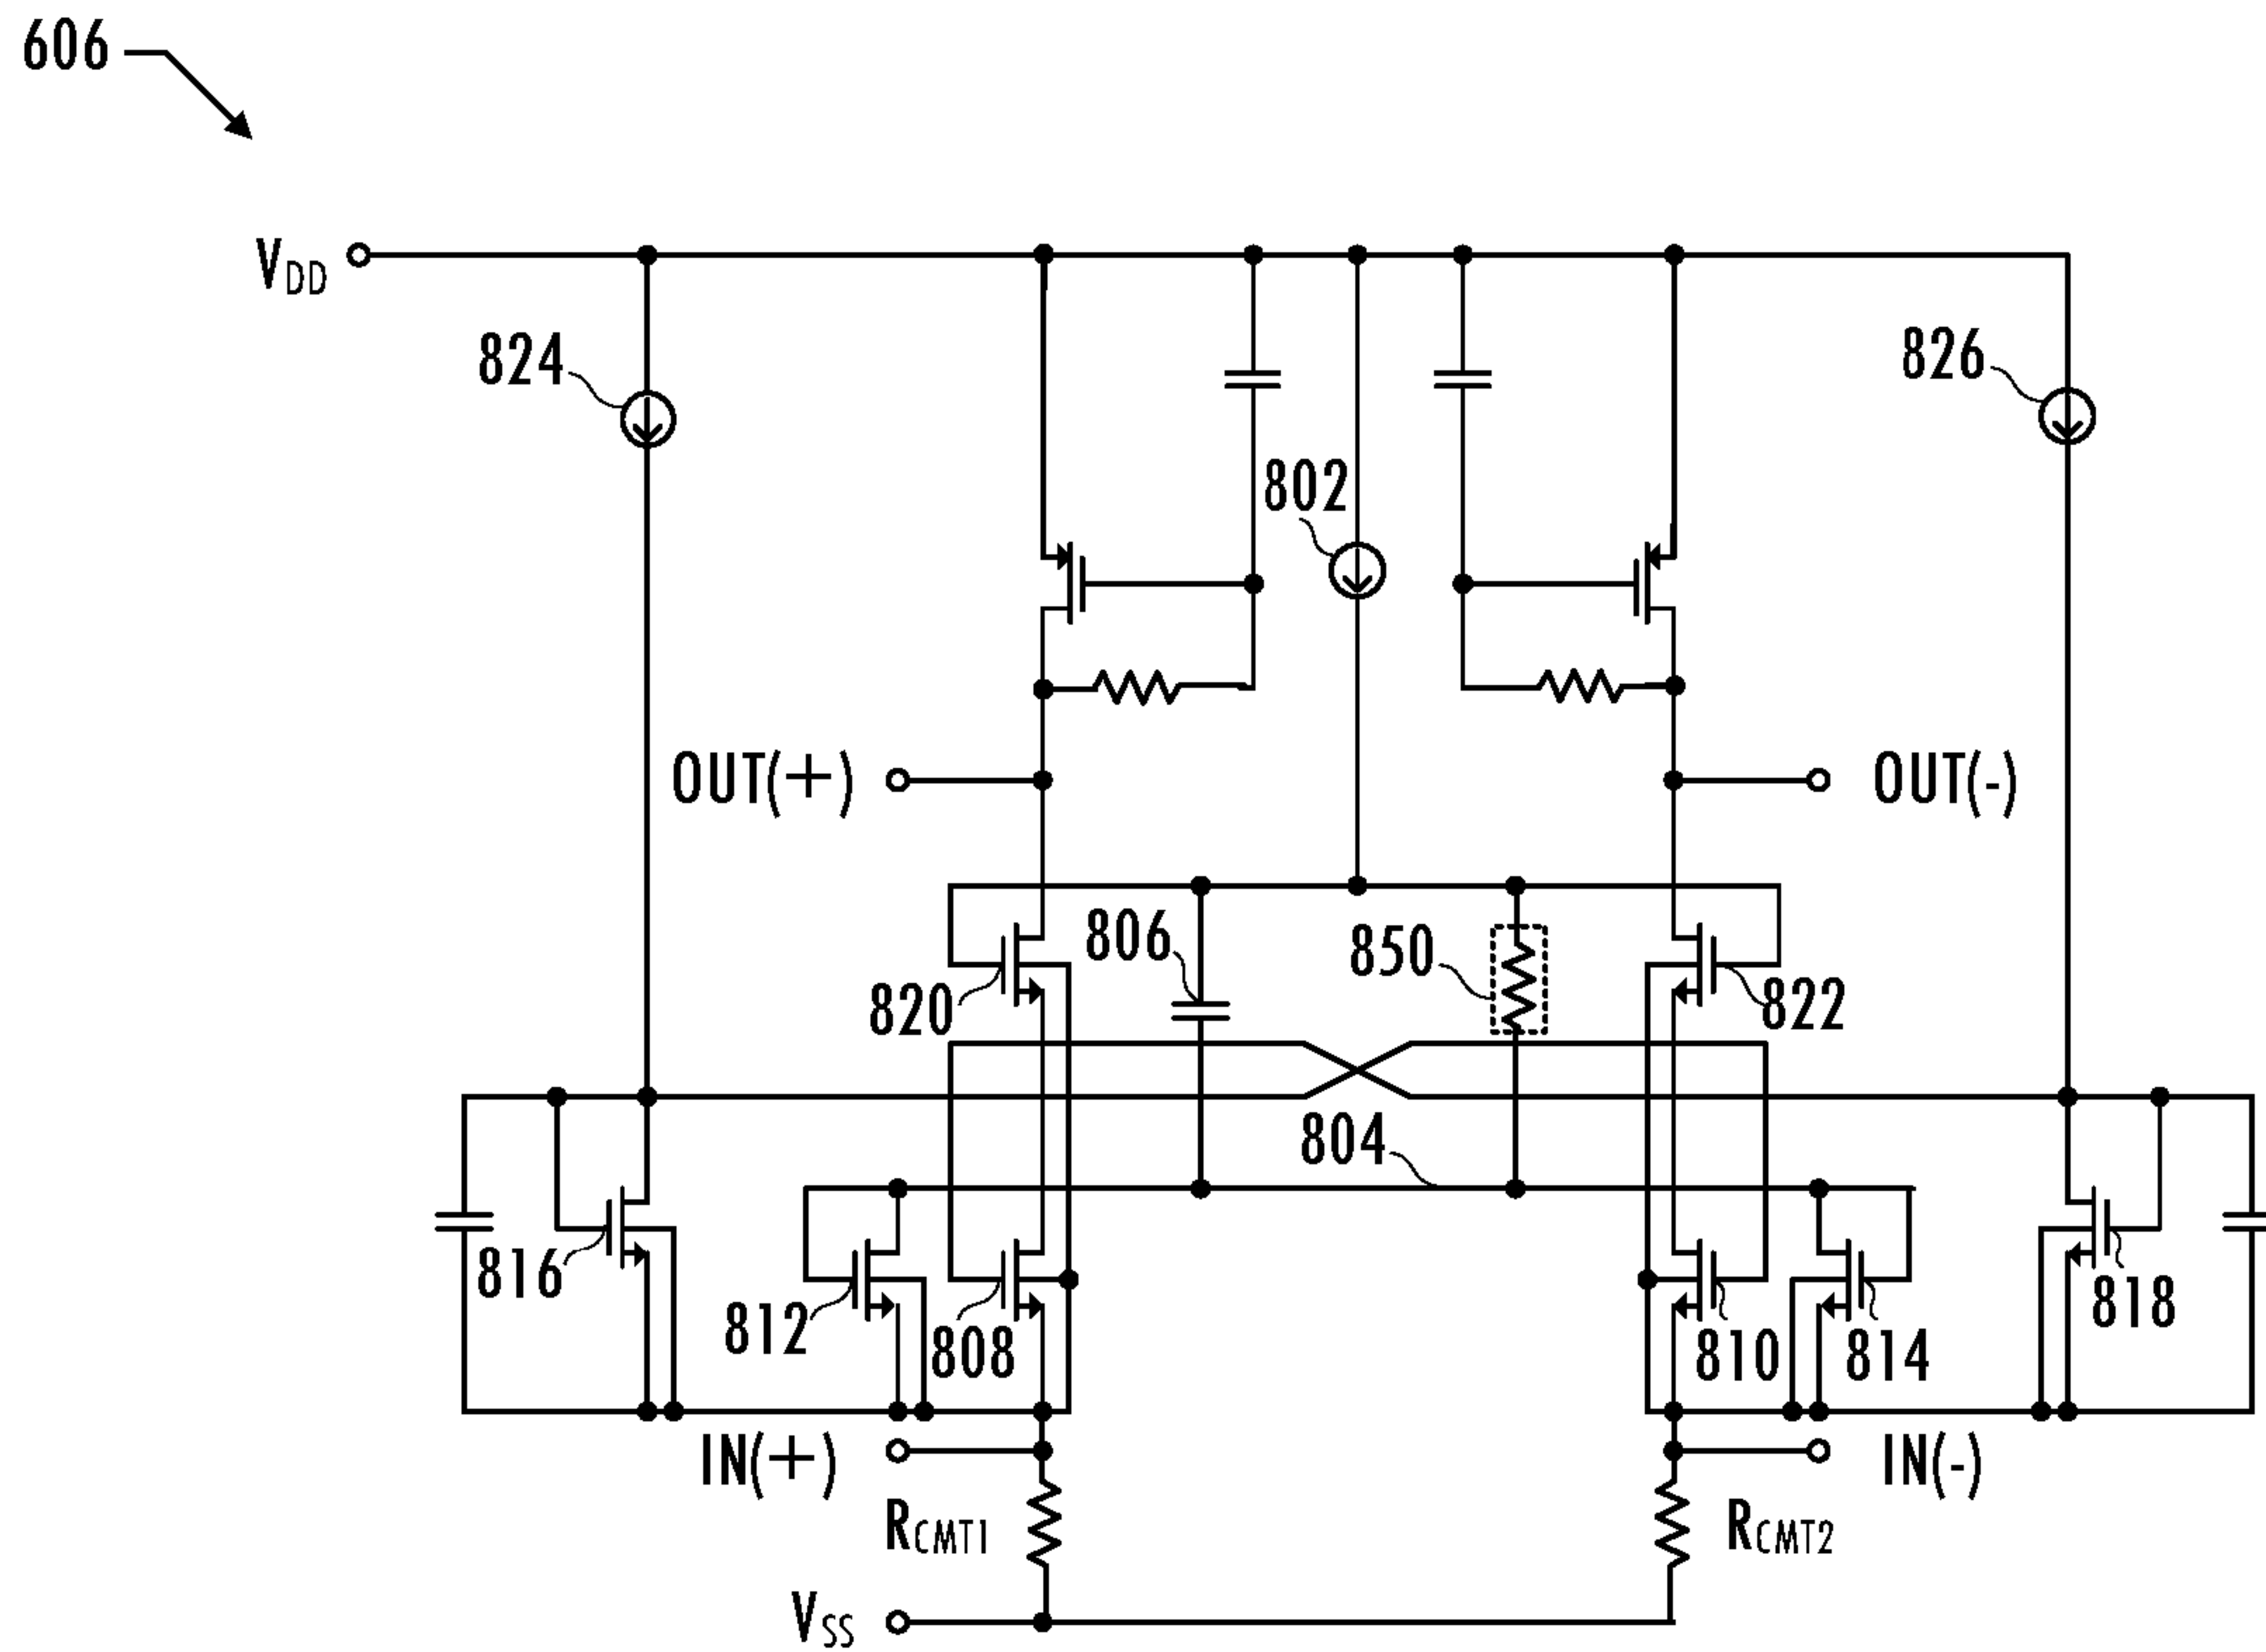 606
VDD
824
826
802
OUT(+)
OUT(-)
806
850
820
822
804
816
812
808
810
814
818
IN(+)
IN(-)
RCMT1
RCMT2
VSS